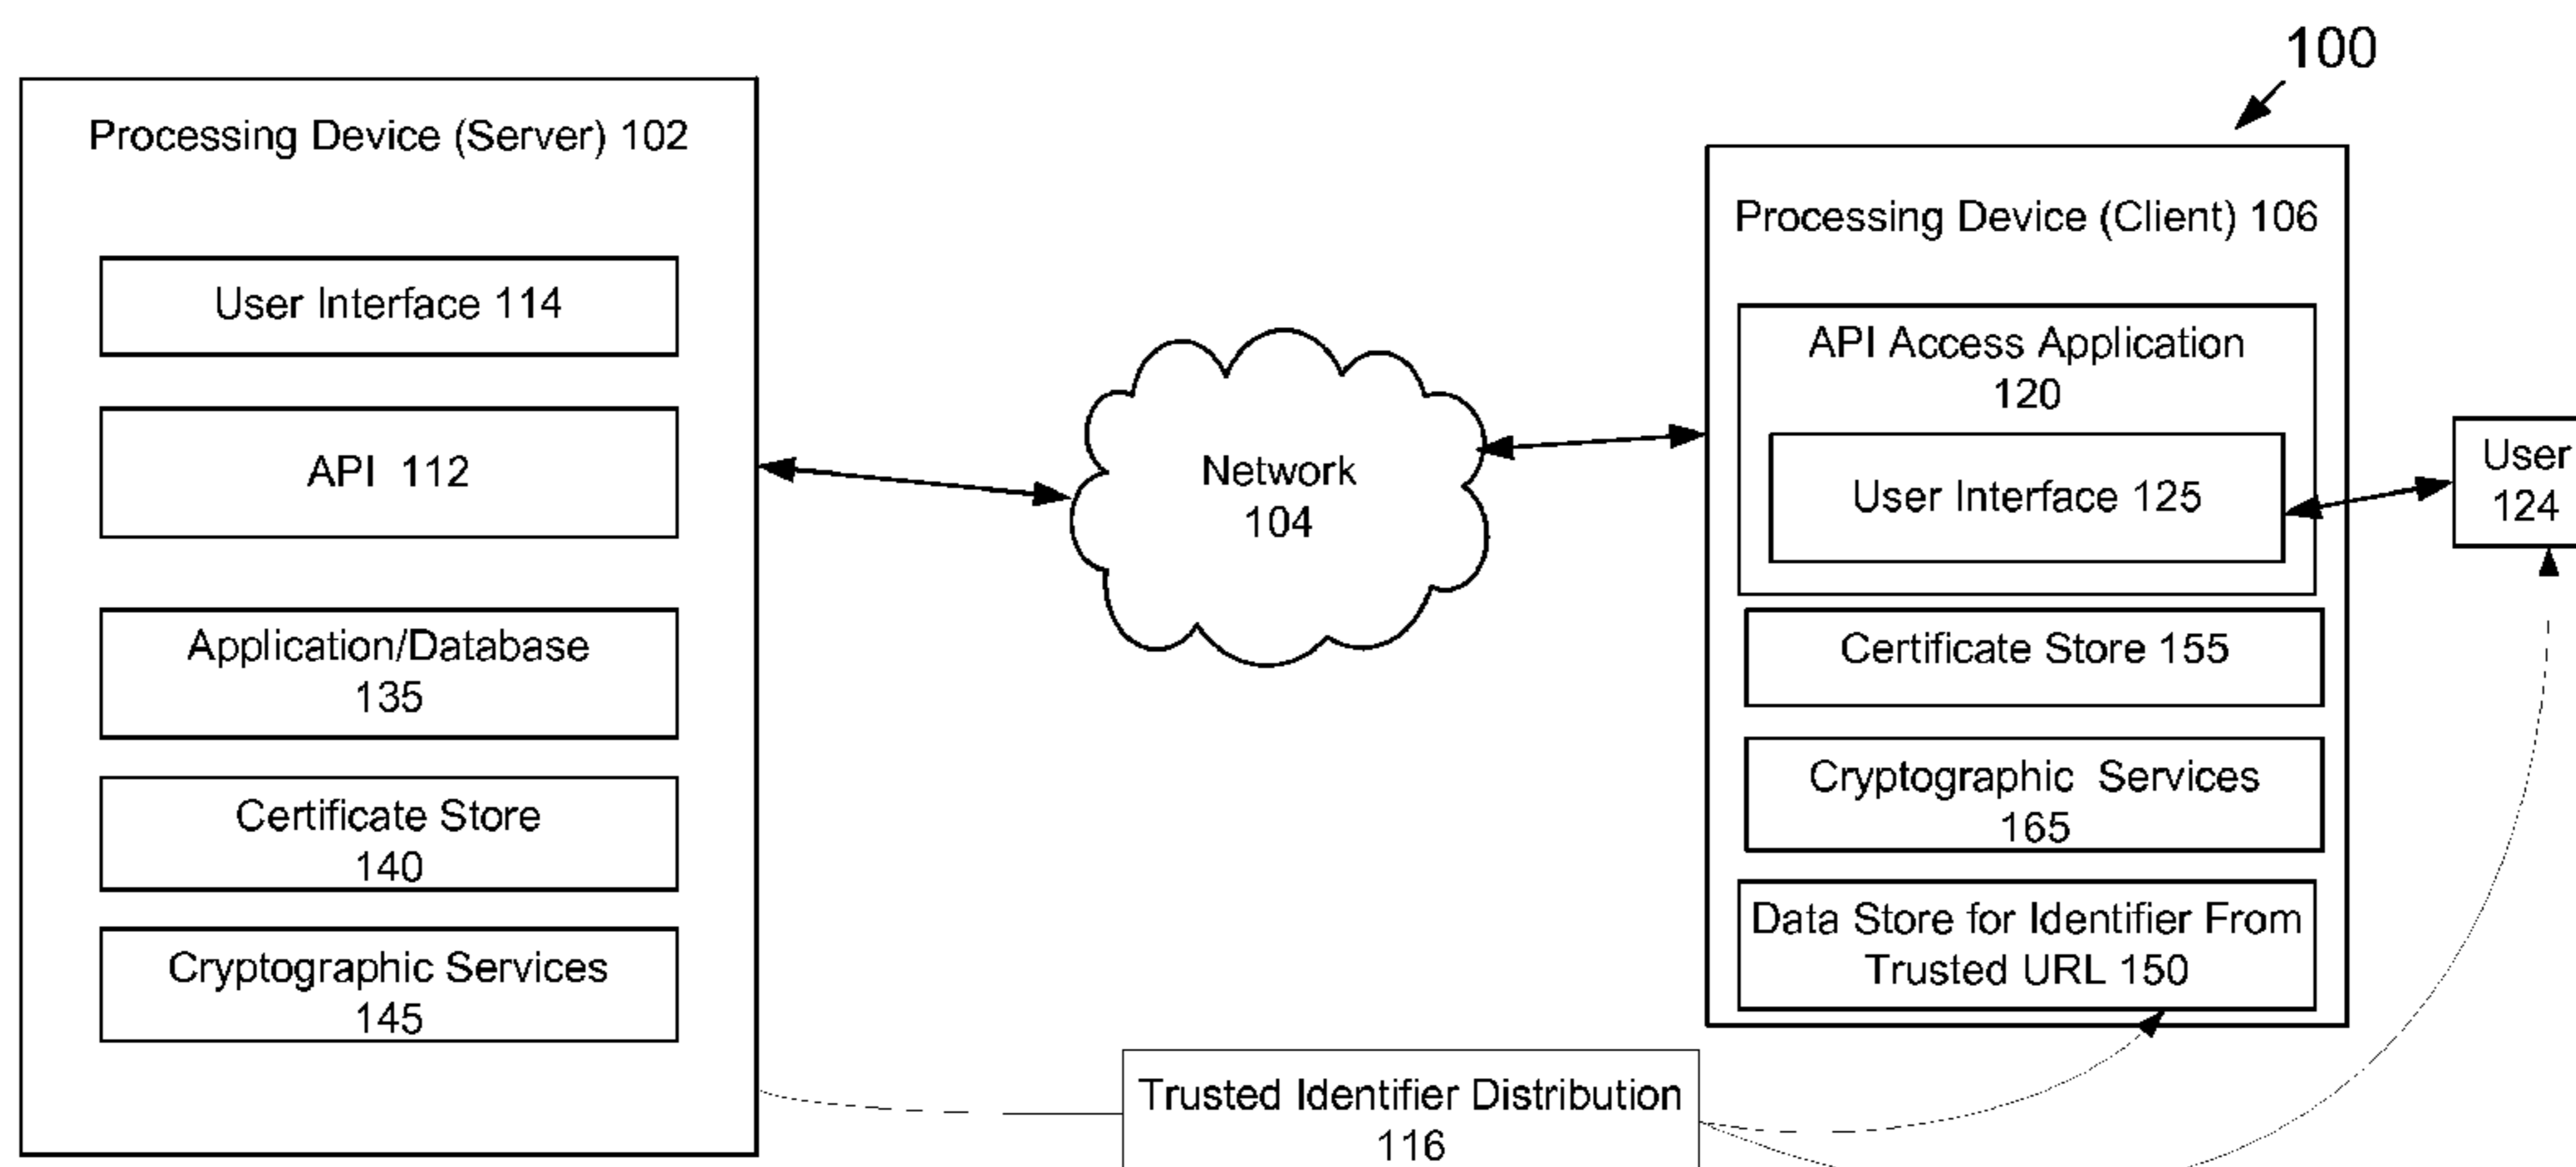 100
Processing Device (Server) 102
User Interface 114
API 112
Application/Database
135
Certificate Store
140
Cryptographic Services
145
Network
104
Processing Device (Client) 106
API Access Application
120
User Interface 125
Certificate Store 155
Cryptographic Services
165
Data Store for Identifier From
Trusted URL 150
User
124
Trusted Identifier Distribution
116